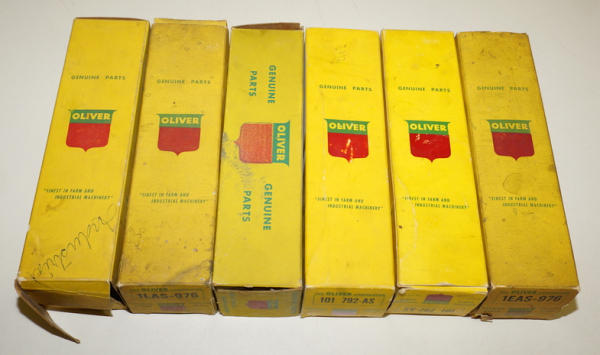 GENUINE PARTS
OLIVER
"FINEST IN FARM AND
INDUSTRIAL MACHINERY"
GENUINE PARTS
OLIVER
"FINEST IN FARM AND
INDUSTRIAL MACHINERY"
OLIVER
1EAS-976
GENUINE
PARTS
OLIVER
GENUINE
PARTS
GENUINE PARTS
OLIVER
"FINEST IN FARM AND
INDUSTRIAL MACHINERY"
OLIVER
101 792-AS
GENUINE PARTS
OLIVER
"FINEST IN FARM AND
INDUSTRIAL MACHINERY"
GENUINE PARTS
OLIVER
"FINEST IN FARM AND
INDUSTRIAL MACHINERY"
OLIVER
1EAS-976